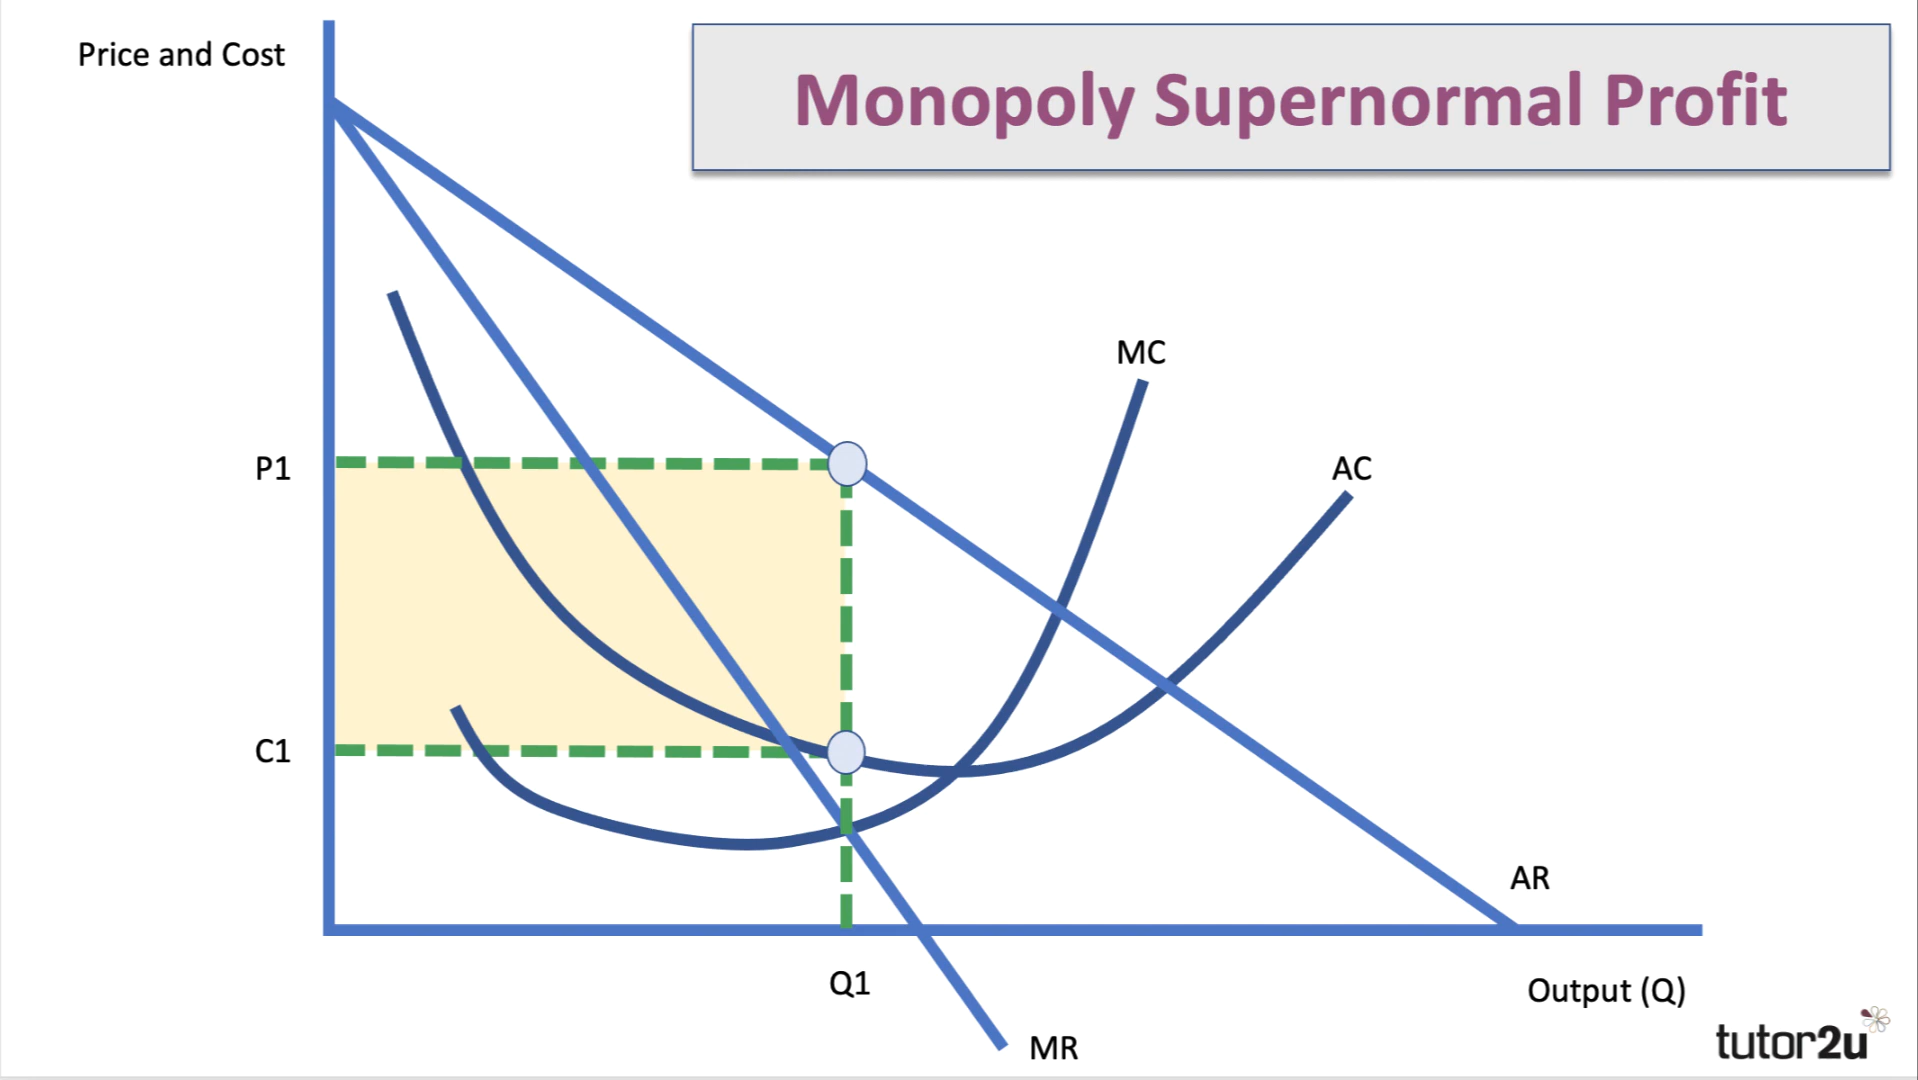 Price and Cost
Monopoly Supernormal Profit
MC
P1
AC
C1
AR
Q1
Output (Q)
MR
tutor2u